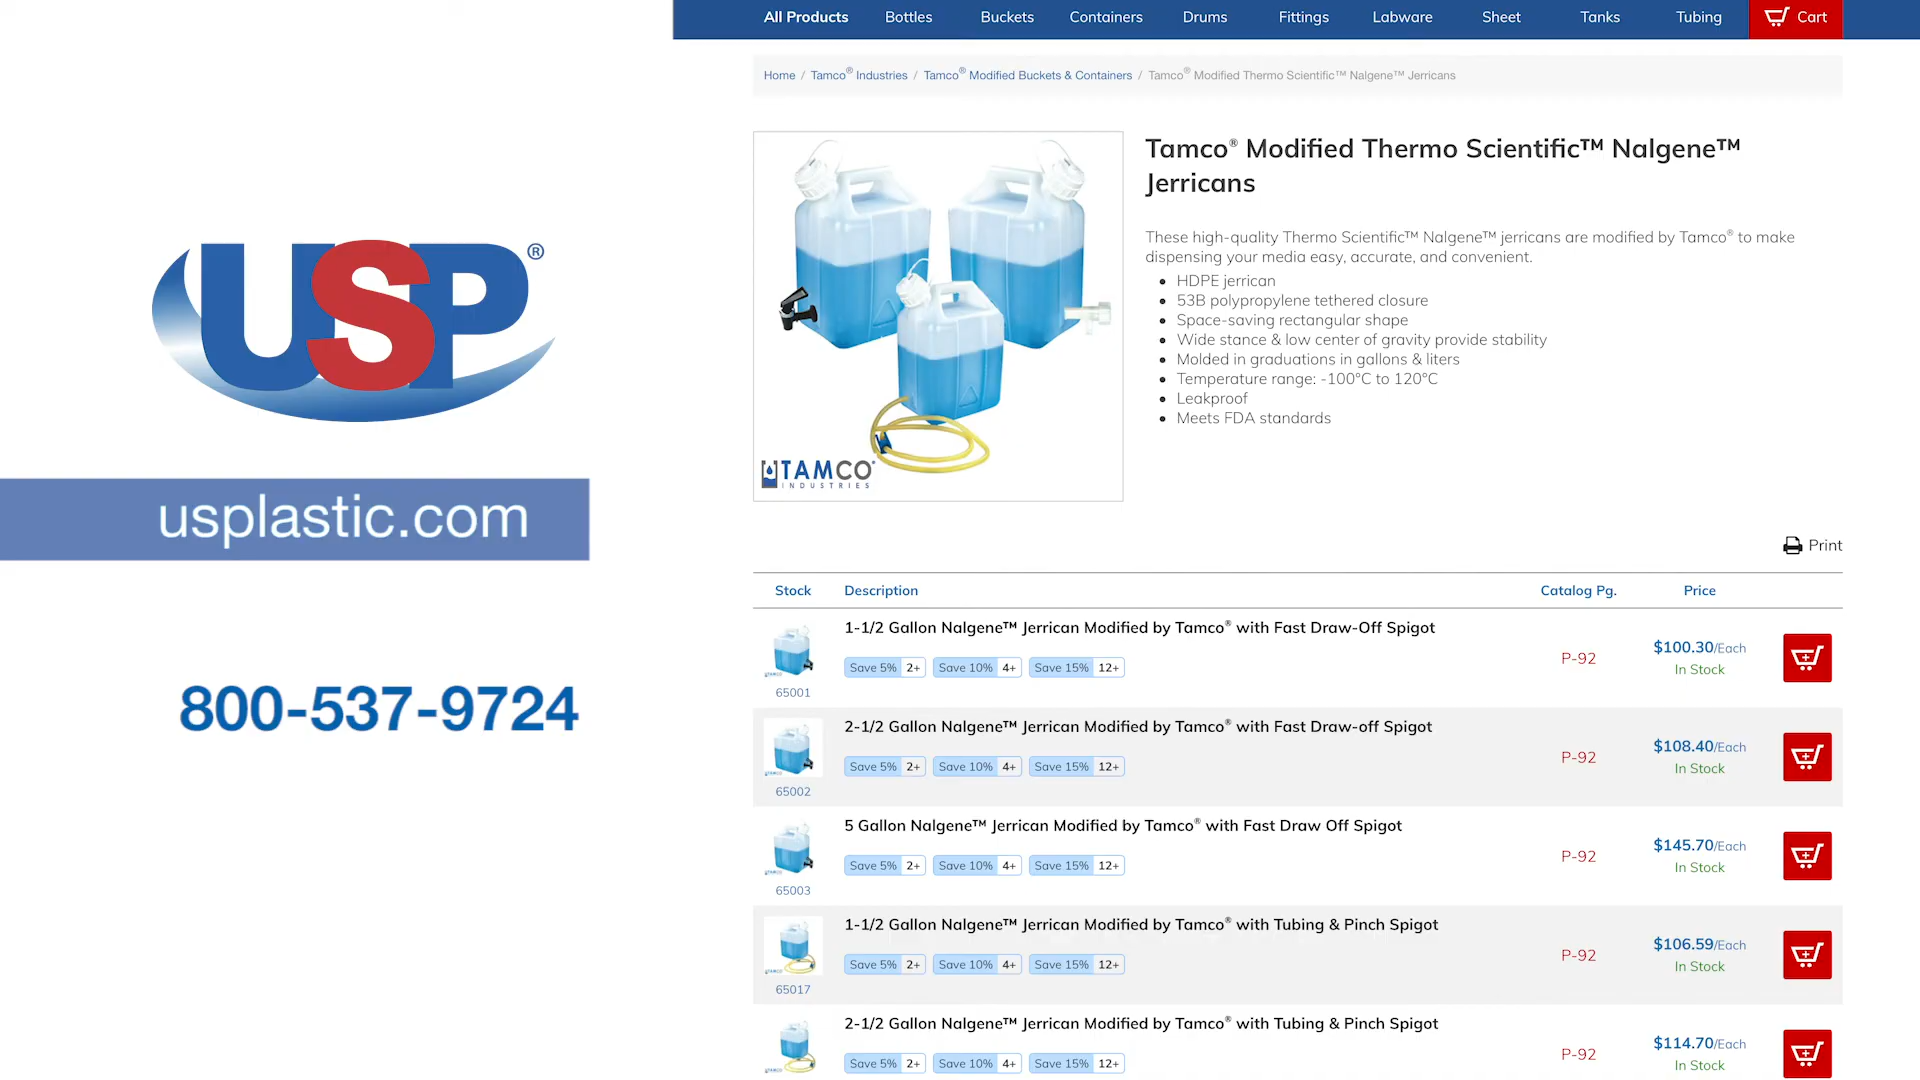 All Products Bottles Buckets Containers Drums Fittings Labware Sheet Tanks Tubing Cart
Home / Tamco® Industries / Tamco® Modified Buckets & Containers / Tamco® Modified Thermo Scientific™ Nalgene™ Jerricans
USP®
usplastic.com
800-537-9724
TAMCO®
INDUSTRIES
Tamco® Modified Thermo Scientific™ Nalgene™
Jerricans
These high-quality Thermo Scientific™ Nalgene™ jerricans are modified by Tamco® to make
dispensing your media easy, accurate, and convenient.
• HDPE jerrican
• 53B polypropylene tethered closure
• Space-saving rectangular shape
• Wide stance & low center of gravity provide stability
• Molded in graduations in gallons & liters
• Temperature range: -100°C to 120°C
• Leakproof
• Meets FDA standards
Print
Stock Description Catalog Pg. Price
1-1/2 Gallon Nalgene™ Jerrican Modified by Tamco® with Fast Draw-Off Spigot
Save 5% 2+ Save 10% 4+ Save 15% 12+
65001
P-92
$100.30/Each
In Stock
2-1/2 Gallon Nalgene™ Jerrican Modified by Tamco® with Fast Draw-off Spigot
Save 5% 2+ Save 10% 4+ Save 15% 12+
65002
P-92
$108.40/Each
In Stock
5 Gallon Nalgene™ Jerrican Modified by Tamco® with Fast Draw Off Spigot
Save 5% 2+ Save 10% 4+ Save 15% 12+
65003
P-92
$145.70/Each
In Stock
1-1/2 Gallon Nalgene™ Jerrican Modified by Tamco® with Tubing & Pinch Spigot
Save 5% 2+ Save 10% 4+ Save 15% 12+
65017
P-92
$106.59/Each
In Stock
2-1/2 Gallon Nalgene™ Jerrican Modified by Tamco® with Tubing & Pinch Spigot
Save 5% 2+ Save 10% 4+ Save 15% 12+
P-92
$114.70/Each
In Stock